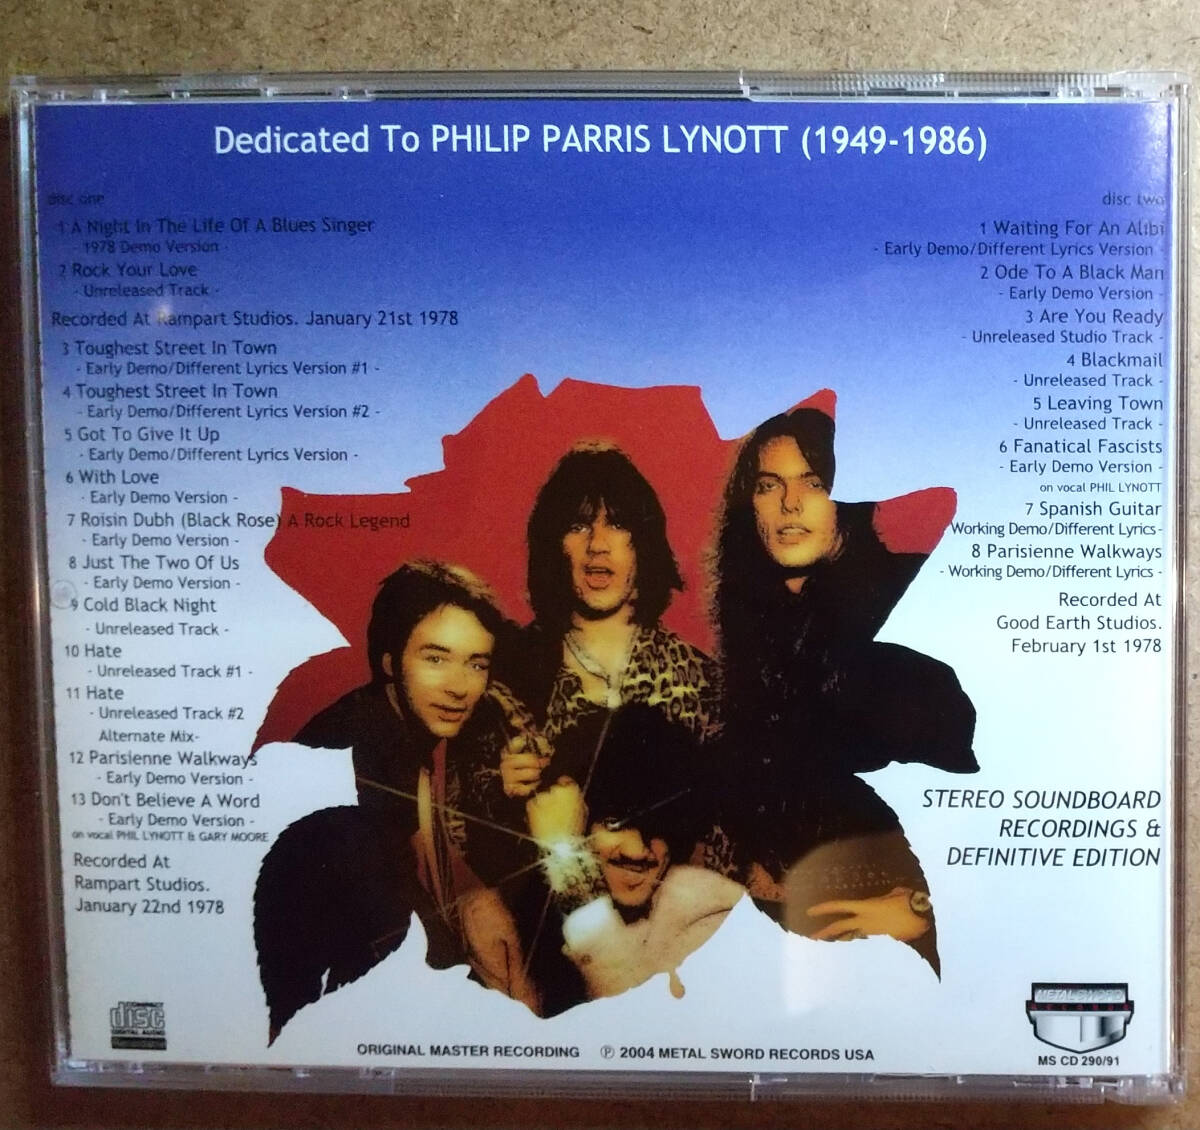 Dedicated To PHILIP PARRIS LYNOTT (1949-1986)
disc one
1 A Night In The Life Of A Blues Singer
- 1978 Demo Version -
2 Rock Your Love
- Unreleased Track -
Recorded At Rampart Studios. January 21st 1978
3 Toughest Street In Town
- Early Demo/Different Lyrics Version #1 -
4 Toughest Street In Town
- Early Demo/Different Lyrics Version #2 -
5 Got To Give It Up
- Early Demo/Different Lyrics Version -
6 With Love
- Early Demo Version -
7 Roisin Dubh (Black Rose) A Rock Legend
- Early Demo Version -
8 Just The Two Of Us
- Early Demo Version -
9 Cold Black Night
- Unreleased Track -
10 Hate
- Unreleased Track #1 -
11 Hate
- Unreleased Track #2
Alternate Mix-
12 Parisienne Walkways
- Early Demo Version -
13 Don't Believe A Word
- Early Demo Version -
on vocal PHIL LYNOTT & GARY MOORE
Recorded At
Rampart Studios.
January 22nd 1978
disc two
1 Waiting For An Alibi
- Early Demo/Different Lyrics Version -
2 Ode To A Black Man
- Early Demo Version -
3 Are You Ready
- Unreleased Studio Track -
4 Blackmail
- Unreleased Track -
5 Leaving Town
- Unreleased Track -
6 Fanatical Fascists
- Early Demo Version -
on vocal PHIL LYNOTT
7 Spanish Guitar
Working Demo/Different Lyrics-
8 Parisienne Walkways
- Working Demo/Different Lyrics -
Recorded At
Good Earth Studios.
February 1st 1978
STEREO SOUNDBOARD
RECORDINGS &
DEFINITIVE EDITION
COMPACT
disc
DIGITAL AUDIO
ORIGINAL MASTER RECORDING ℗ 2004 METAL SWORD RECORDS USA
METAL SWORD
RECORDS
MS CD 290/91